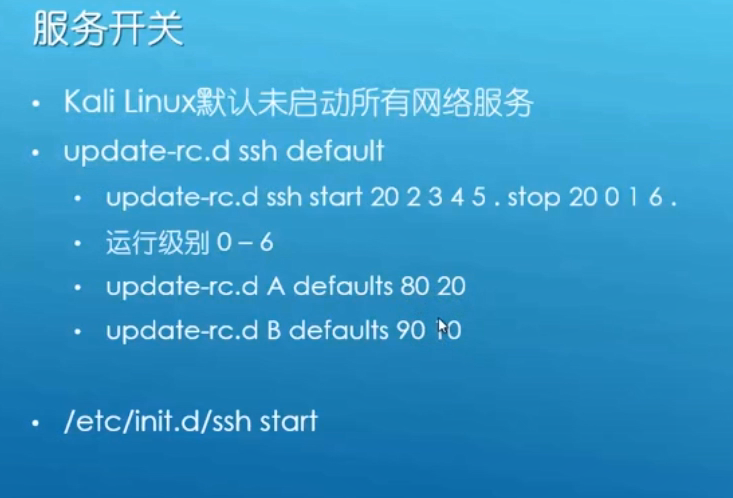 服务开关
• Kali Linux默认未启动所有网络服务
• update-rc.d ssh default
• update-rc.d ssh start 20 2 3 4 5 . stop 20 0 1 6 .
• 运行级别 0 – 6
• update-rc.d A defaults 80 20
• update-rc.d B defaults 90 10
• /etc/init.d/ssh start